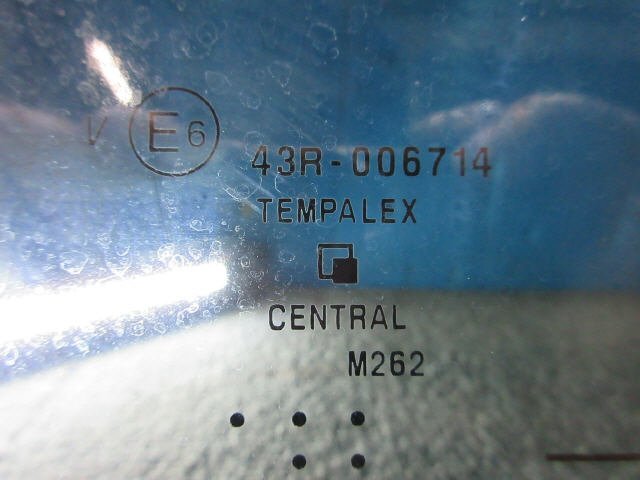 V E6 43R-006714
TEMPALEX
CENTRAL
M262